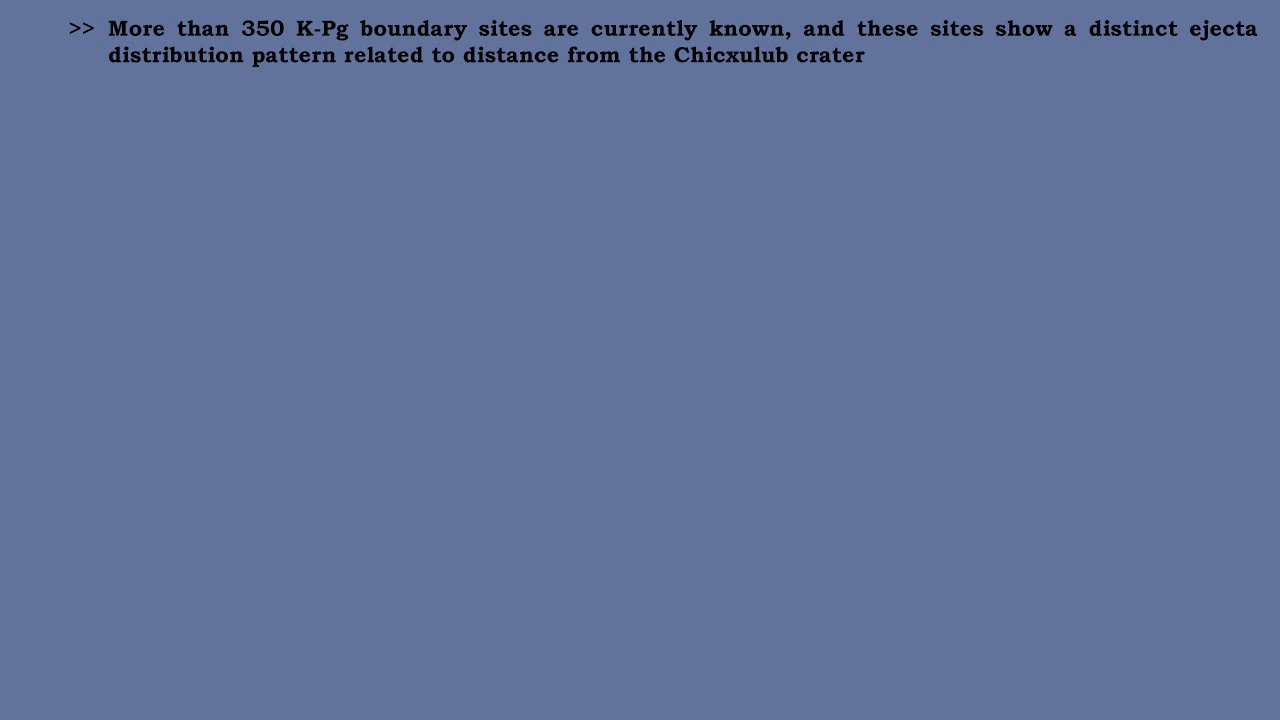 >> More than 350 K-Pg boundary sites are currently known, and these sites show a distinct ejecta
distribution pattern related to distance from the Chicxulub crater